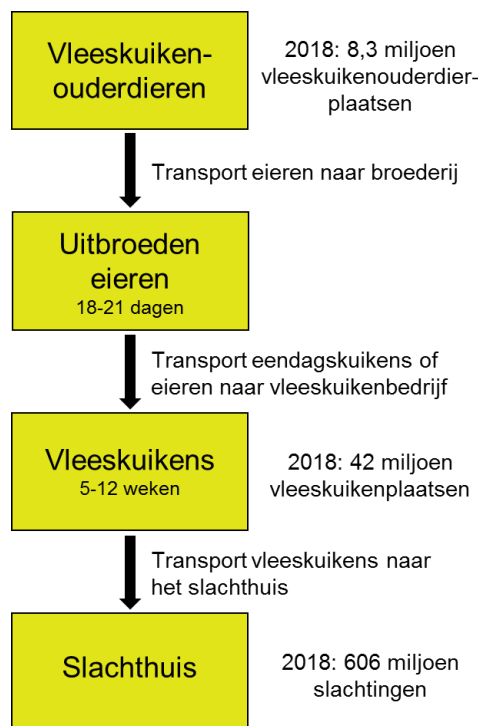 Vleeskuiken-
ouderdieren
2018: 8,3 miljoen
vleeskuikenouderdier-
plaatsen
Transport eieren naar broederij
Uitbroeden
eieren
18-21 dagen
Transport eendagskuikens of
eieren naar vleeskuikenbedrijf
Vleeskuikens
5-12 weken
2018: 42 miljoen
vleeskuikenplaatsen
Transport vleeskuikens naar
het slachthuis
Slachthuis
2018: 606 miljoen
slachtingen